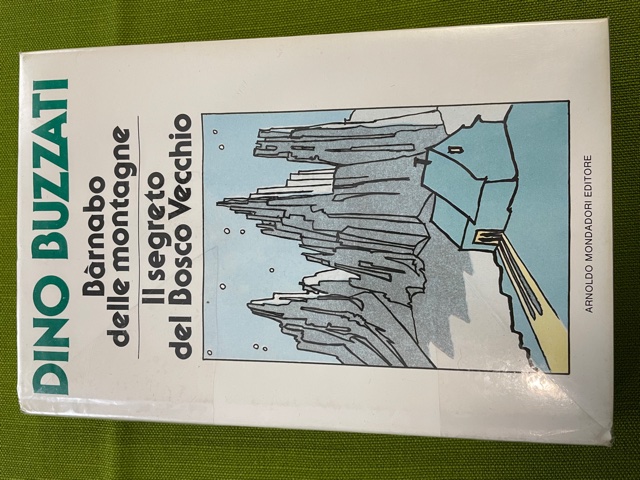 DINO BUZZATI
Bàrnabo
delle montagne
Il segreto
del Bosco Vecchio
ARNOLDO MONDADORI EDITORE